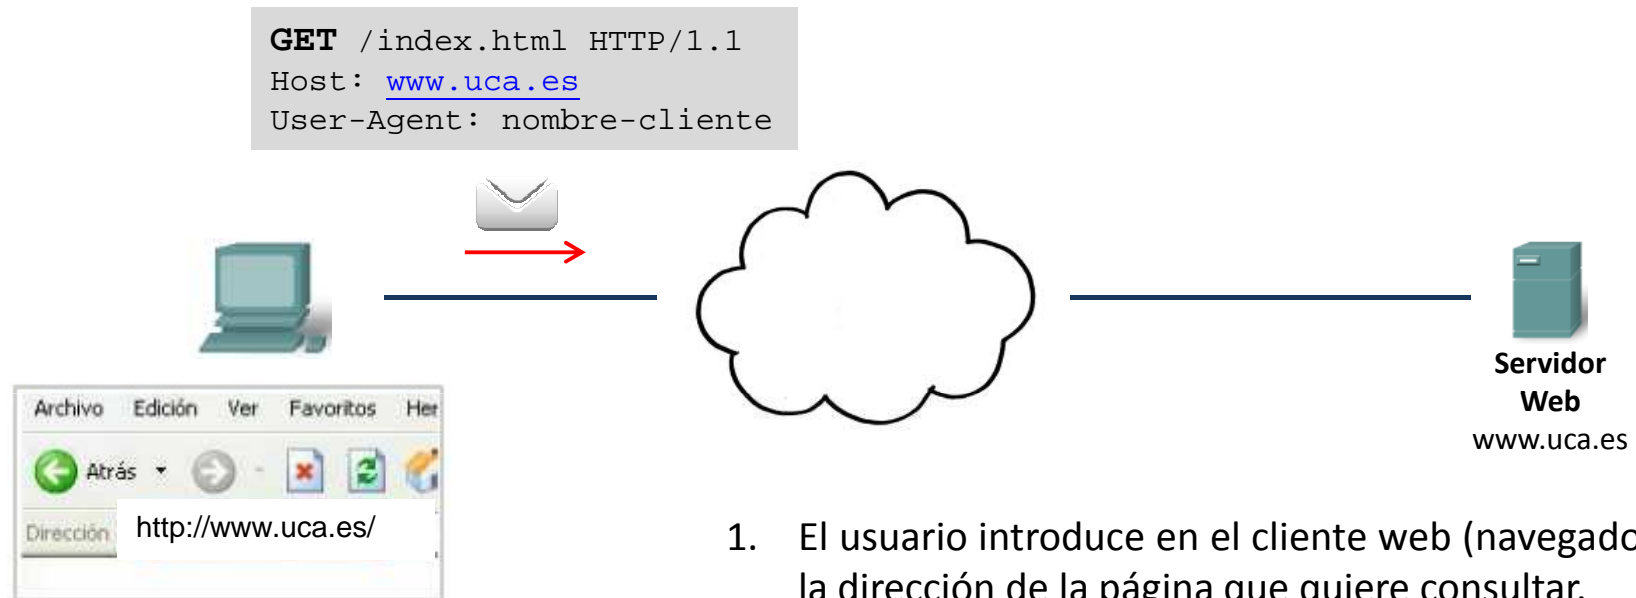 GET /index.html HTTP/1.1
Host: www.uca.es
User-Agent: nombre-cliente
Servidor
Web
www.uca.es
Archivo Edición Ver Favoritos Her
Atrás
Dirección http://www.uca.es/
1. El usuario introduce en el cliente web (navegado
la dirección de la página que quiere consultar.